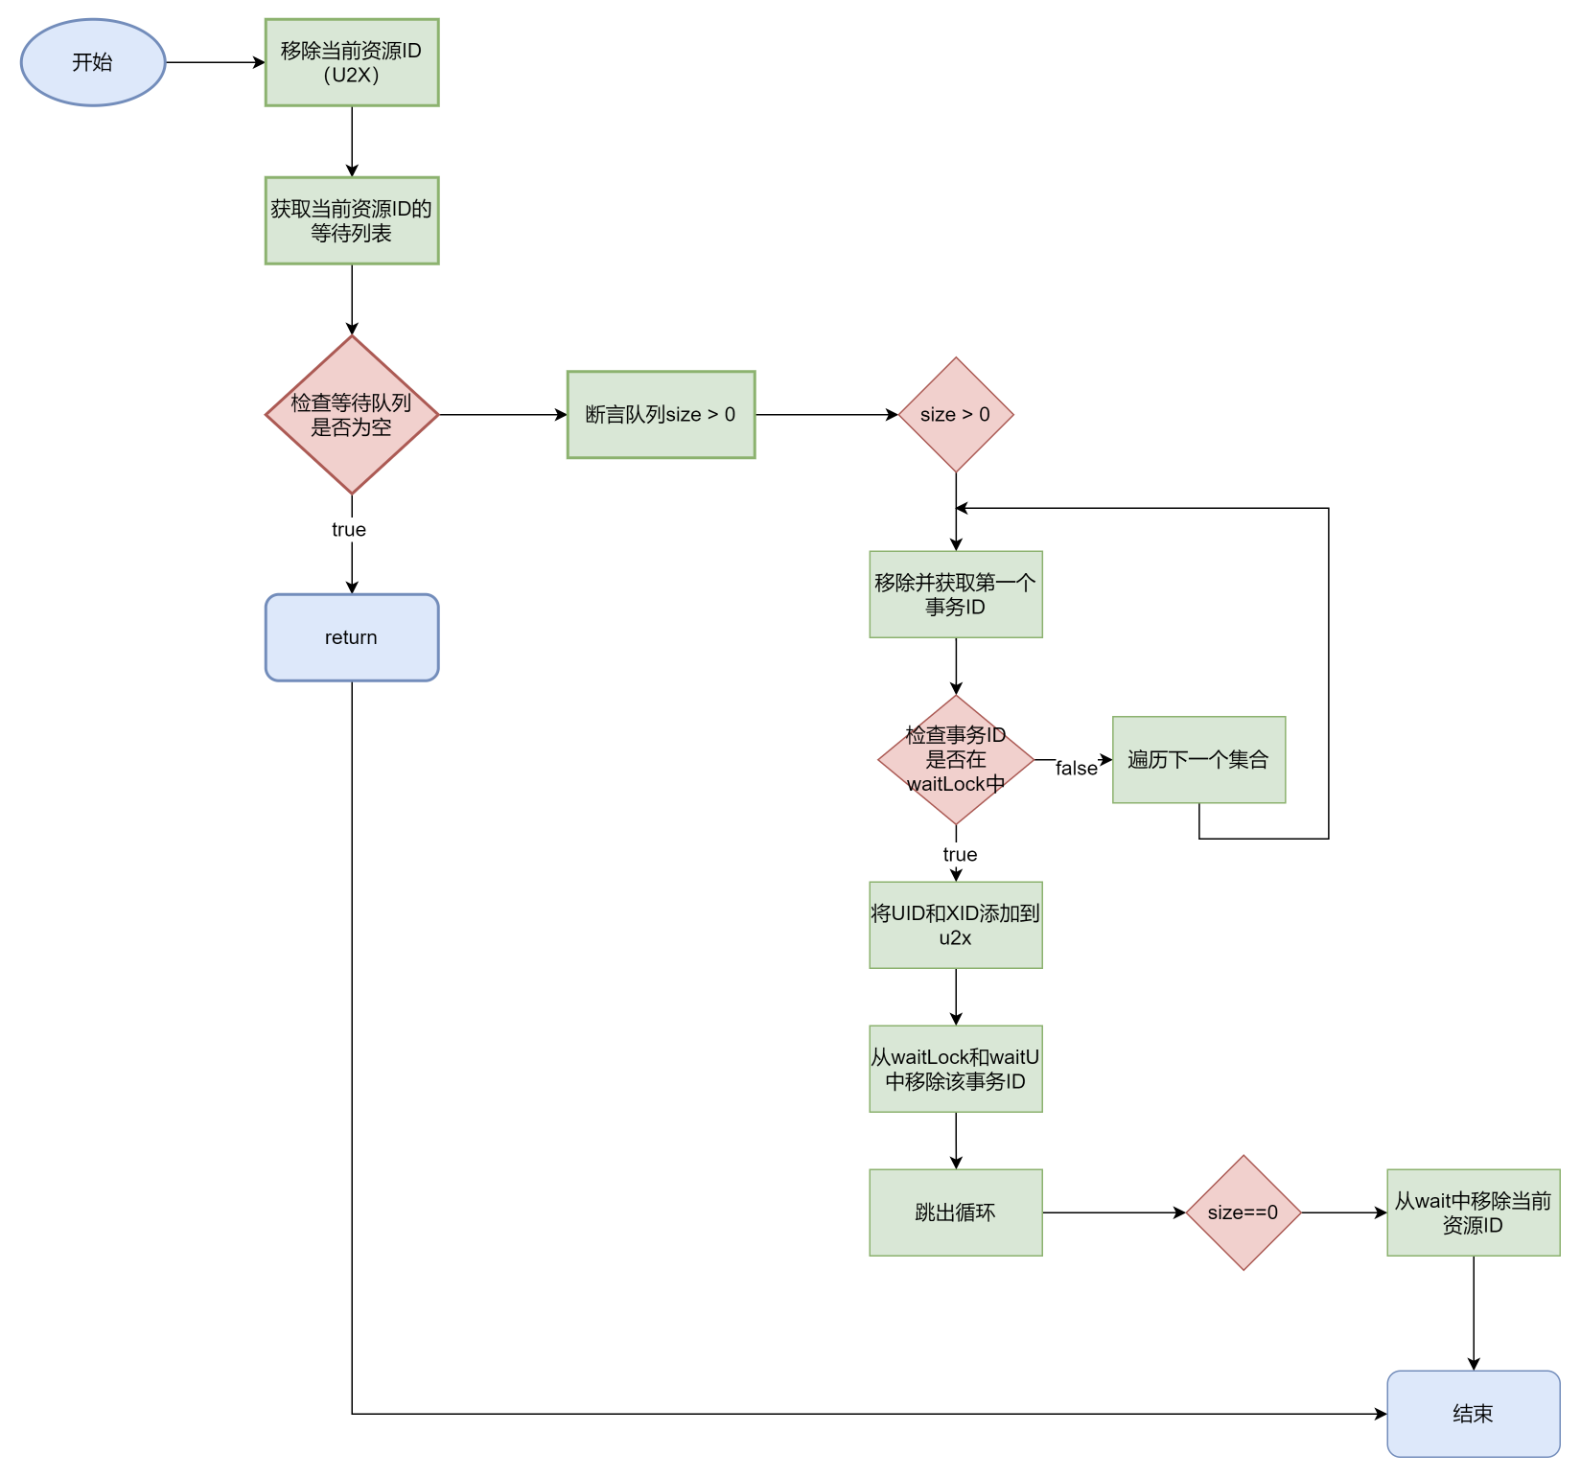 开始
移除当前资源ID
（U2X）
获取当前资源ID的
等待列表
检查等待队列
是否为空
断言队列size > 0
size > 0
true
return
移除并获取第一个
事务ID
检查事务ID
是否在
waitLock中
false
遍历下一个集合
true
将UID和XID添加到
u2x
从waitLock和waitU
中移除该事务ID
跳出循环
size==0
从wait中移除当前
资源ID
结束